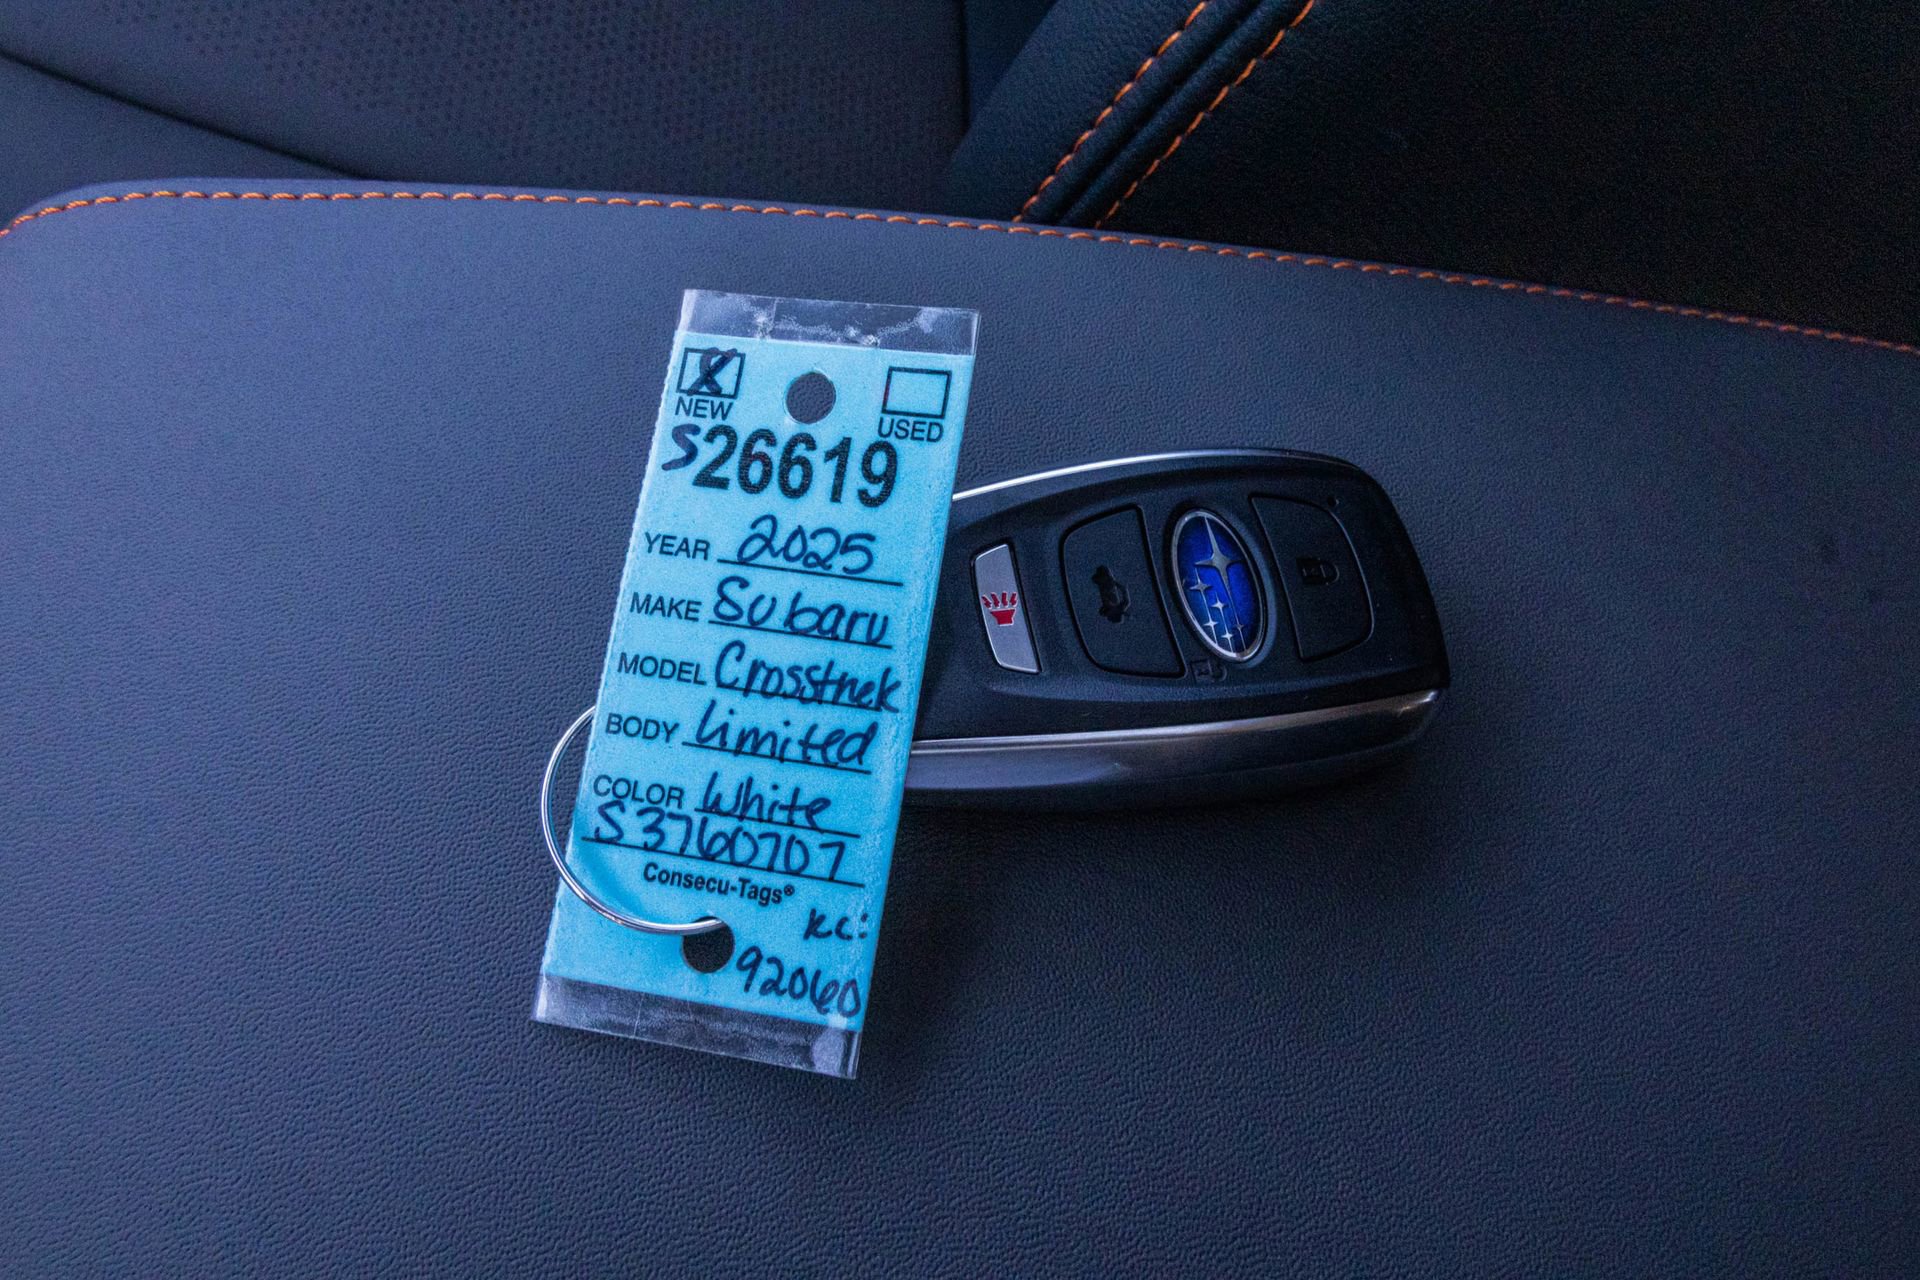 X
NEW USED
S26619
YEAR 2025
MAKE Subaru
MODEL Crosstrek
BODY Limited
COLOR White
S3760707
Consecu-Tags®
KC:
92060